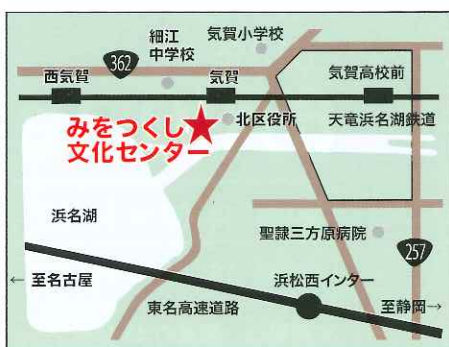 気賀小学校
細江
中学校
362
西気賀
気賀
気賀高校前
みをつくし
文化センター
北区役所
天竜浜名湖鉄道
浜名湖
聖隷三方原病院
257
←至名古屋
浜松西インター
東名高速道路
至静岡→